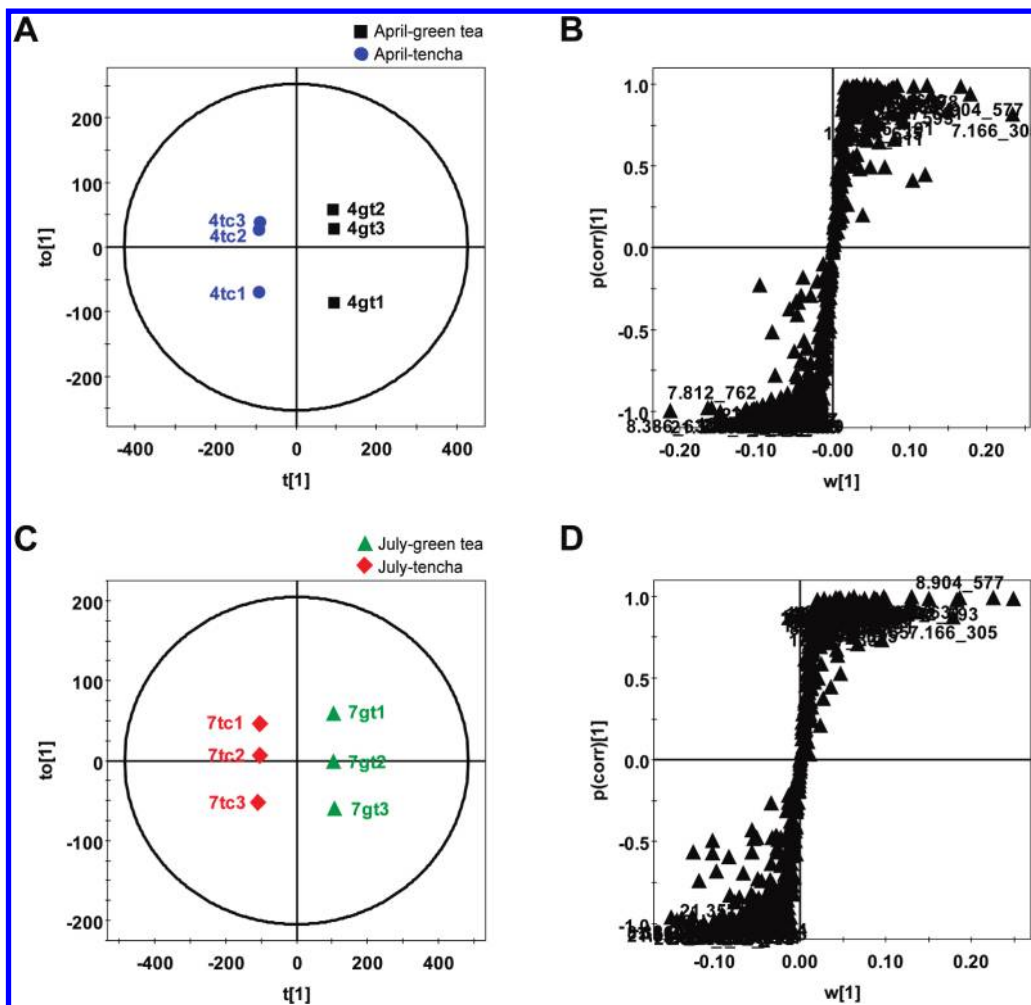 A
April-green tea
April-tencha
to[1]
200
100
0
-100
-200
4tc3
4tc2
4tc1
4gt2
4gt3
4gt1
-400 -200 0 200 400
t[1]
B
p(corr)[1]
1.0
0.5
0.0
-0.5
-1.0
7.166_30
7.812_762
-0.20 -0.10 -0.00 0.10 0.20
w[1]
C
July-green tea
July-tencha
to[1]
200
100
0
-100
-200
7tc1
7tc2
7tc3
7gt1
7gt2
7gt3
-400 -200 0 200 400
t[1]
D
p(corr)[1]
1.0
0.5
0.0
-0.5
-1.0
8.904_577
7.166_305
-0.10 0.00 0.10 0.20
w[1]